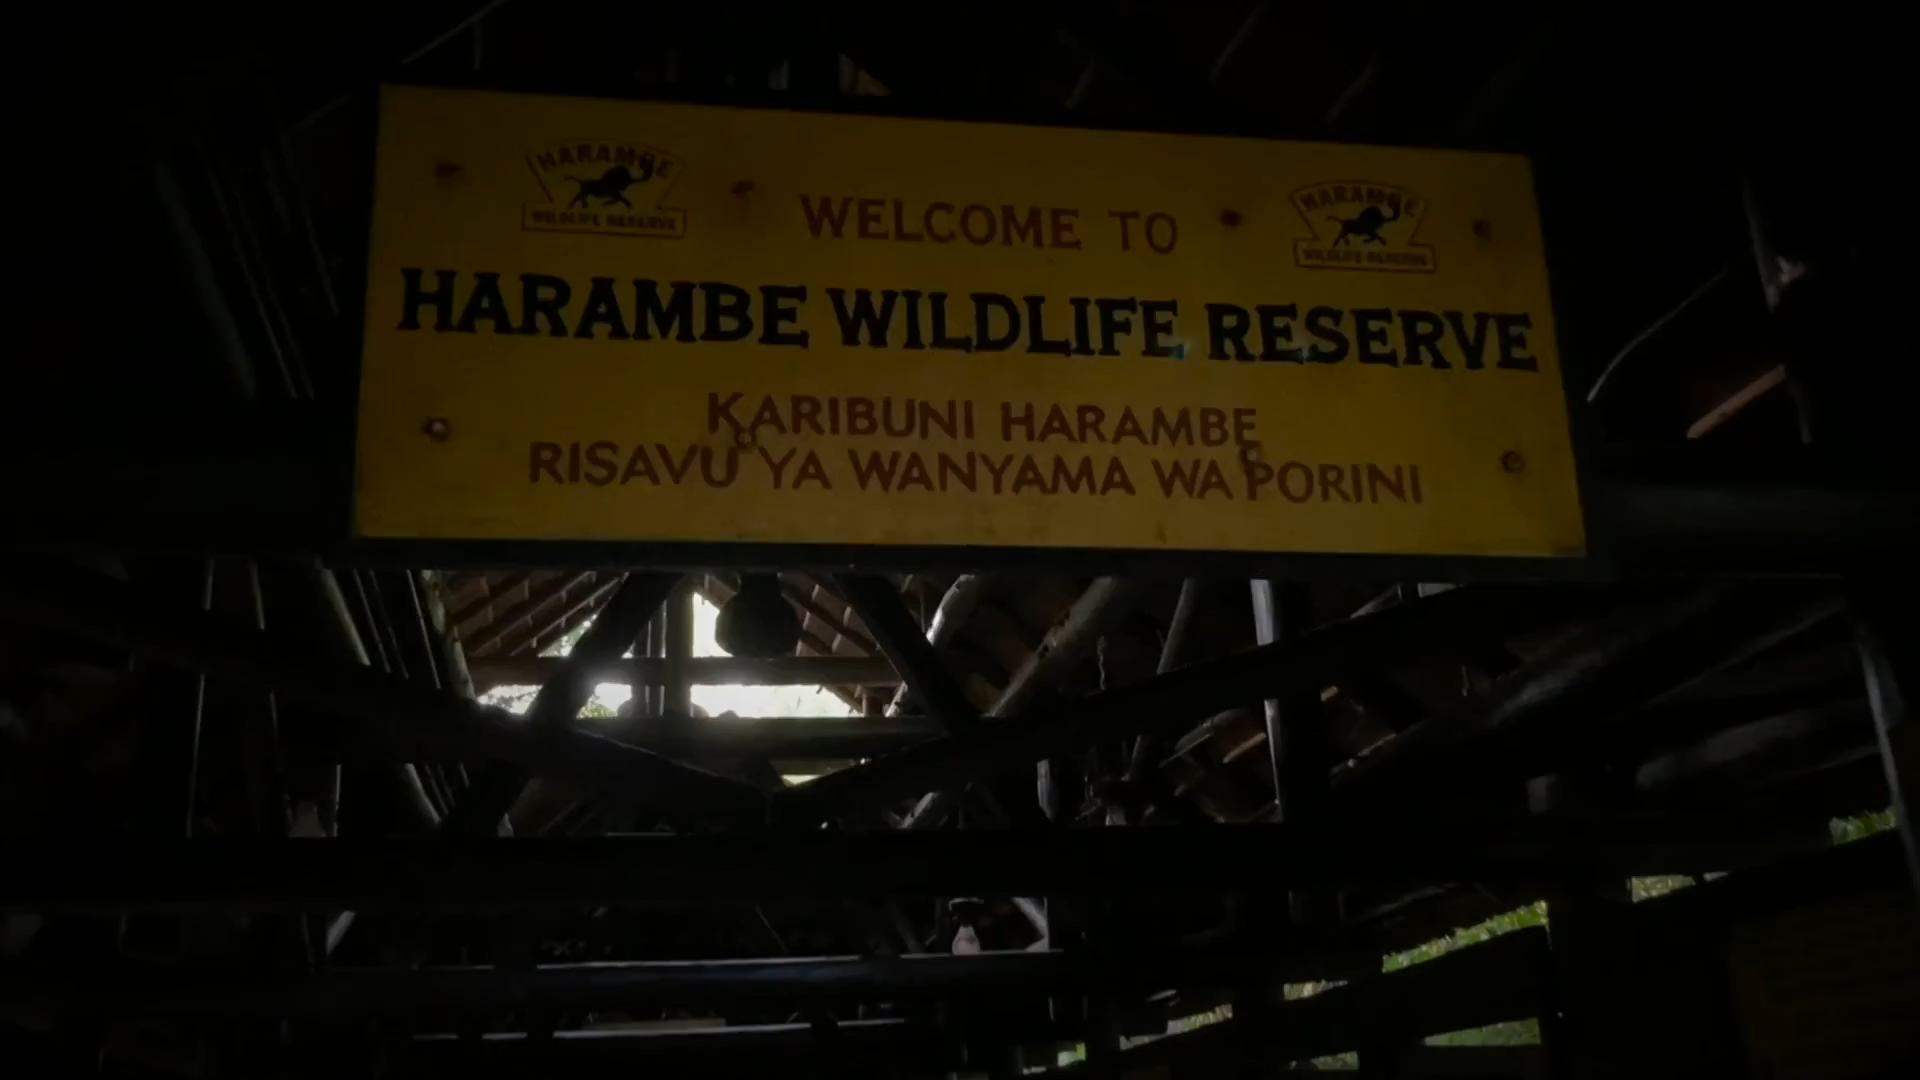 HARAMBE
WILDLIFE RESERVE
HARAMBE
WILDLIFE RESERVE
WELCOME TO
HARAMBE WILDLIFE RESERVE
KARIBUNI HARAMBE
RISAVU YA WANYAMA WA PORINI